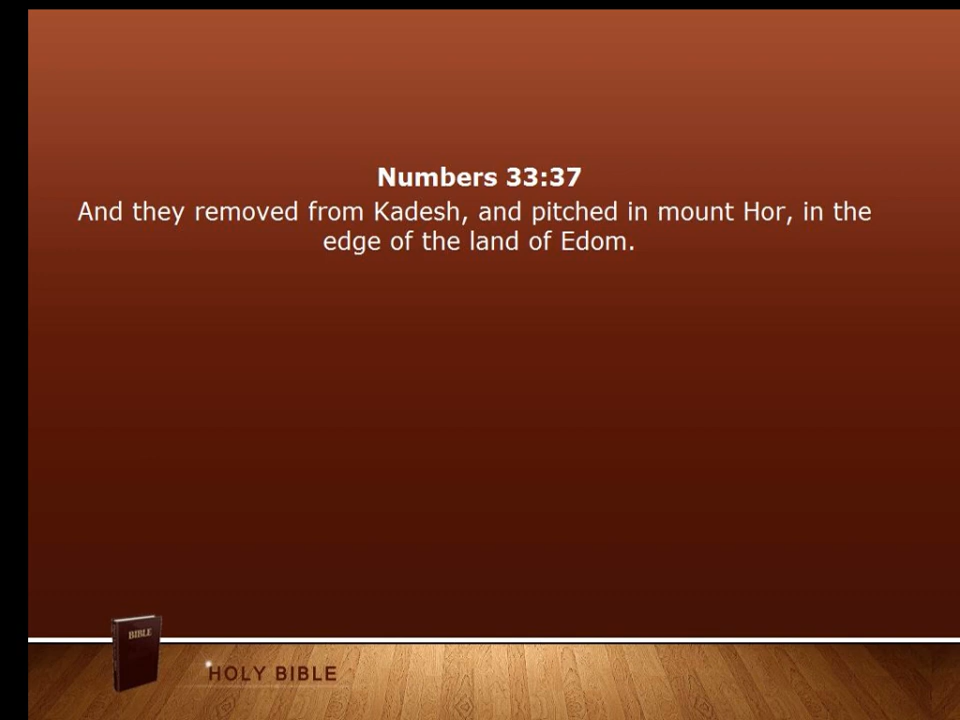 Numbers 33:37
And they removed from Kadesh, and pitched in mount Hor, in the
edge of the land of Edom.
BIBLE
HOLY BIBLE